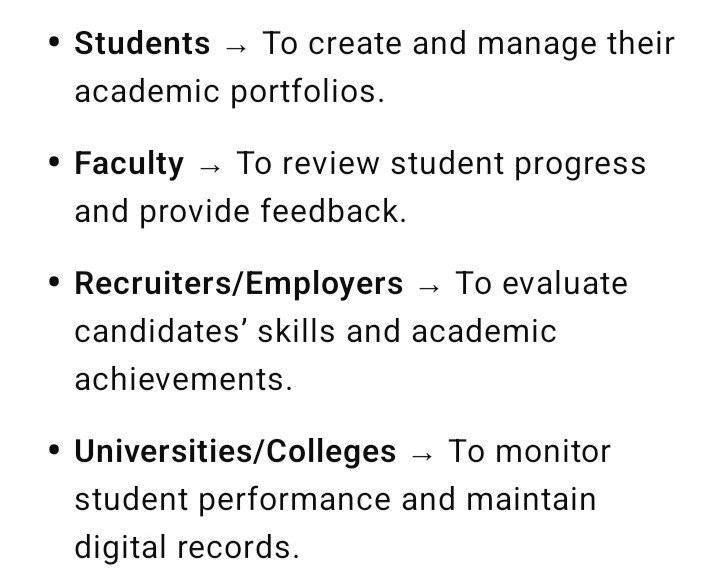 • Students → To create and manage their
academic portfolios.
• Faculty → To review student progress
and provide feedback.
• Recruiters/Employers → To evaluate
candidates’ skills and academic
achievements.
• Universities/Colleges → To monitor
student performance and maintain
digital records.